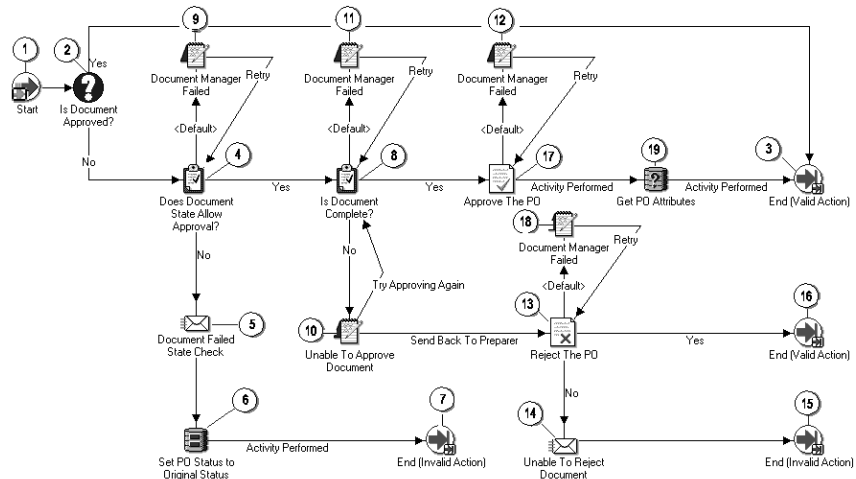 9
11
12
1
2
Yes
Document Manager
Failed
Retry
Document Manager
Failed
Retry
Document Manager
Failed
Retry
Start
Is Document
Approved?
<Default>
<Default>
<Default>
No
4
8
17
19
3
Yes
Yes
Activity Performed
Activity Performed
Does Document
State Allow
Approval?
Is Document
Complete?
Approve The PO
Get PO Attributes
End (Valid Action)
18
Document Manager
Failed
Retry
No
No
Try Approving Again
<Default>
13
16
5
10
Document Failed
State Check
Send Back To Preparer
Yes
Unable To Approve
Document
Reject The PO
End (Valid Action)
No
6
7
14
15
Activity Performed
Set PO Status to
Original Status
End (Invalid Action)
Unable To Reject
Document
End (Invalid Action)